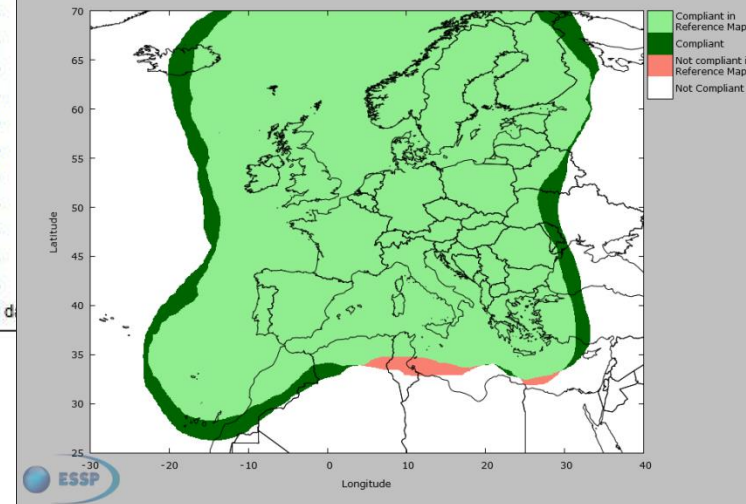 70
65
60
55
50
45
40
35
30
25
-30
-20
-10
0
10
20
30
40
Latitude
Longitude
Compliant in
Reference Map
Compliant
Not compliant i
Reference Map
Not Compliant
ESSP